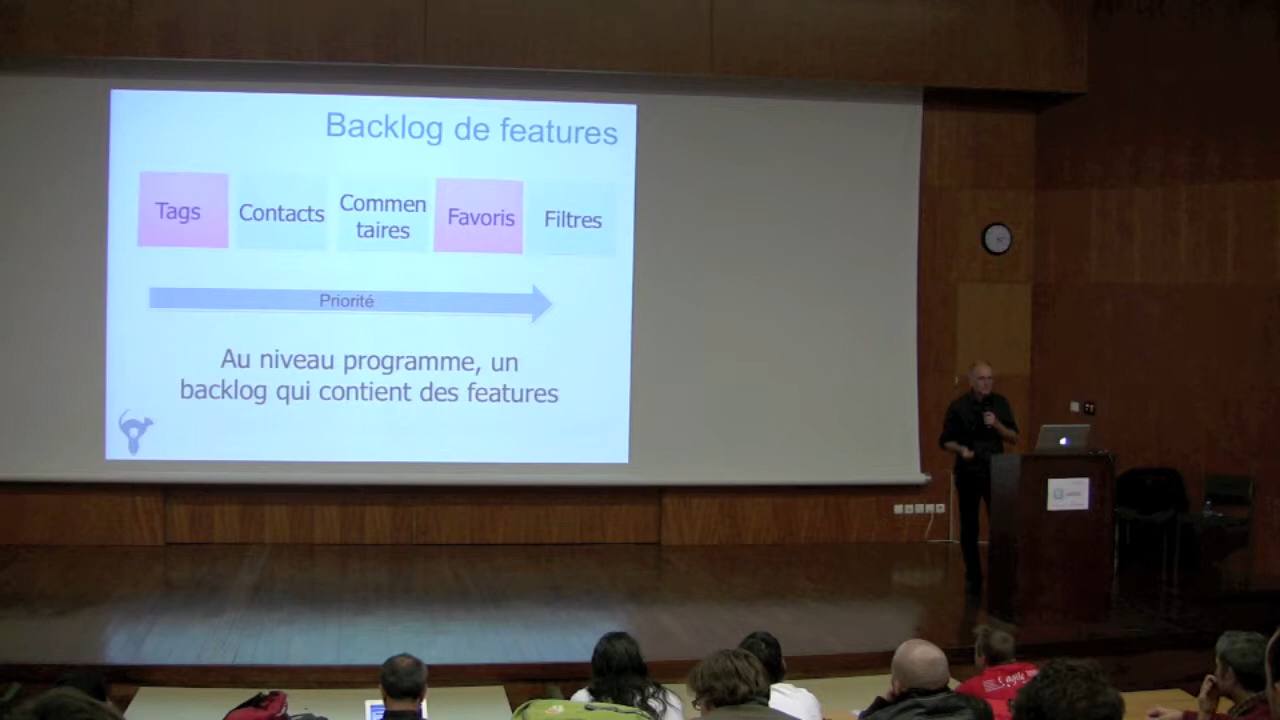 Backlog de features
Tags
Contacts
Commen
taires
Favoris
Filtres
Priorité
Au niveau programme, un
backlog qui contient des features